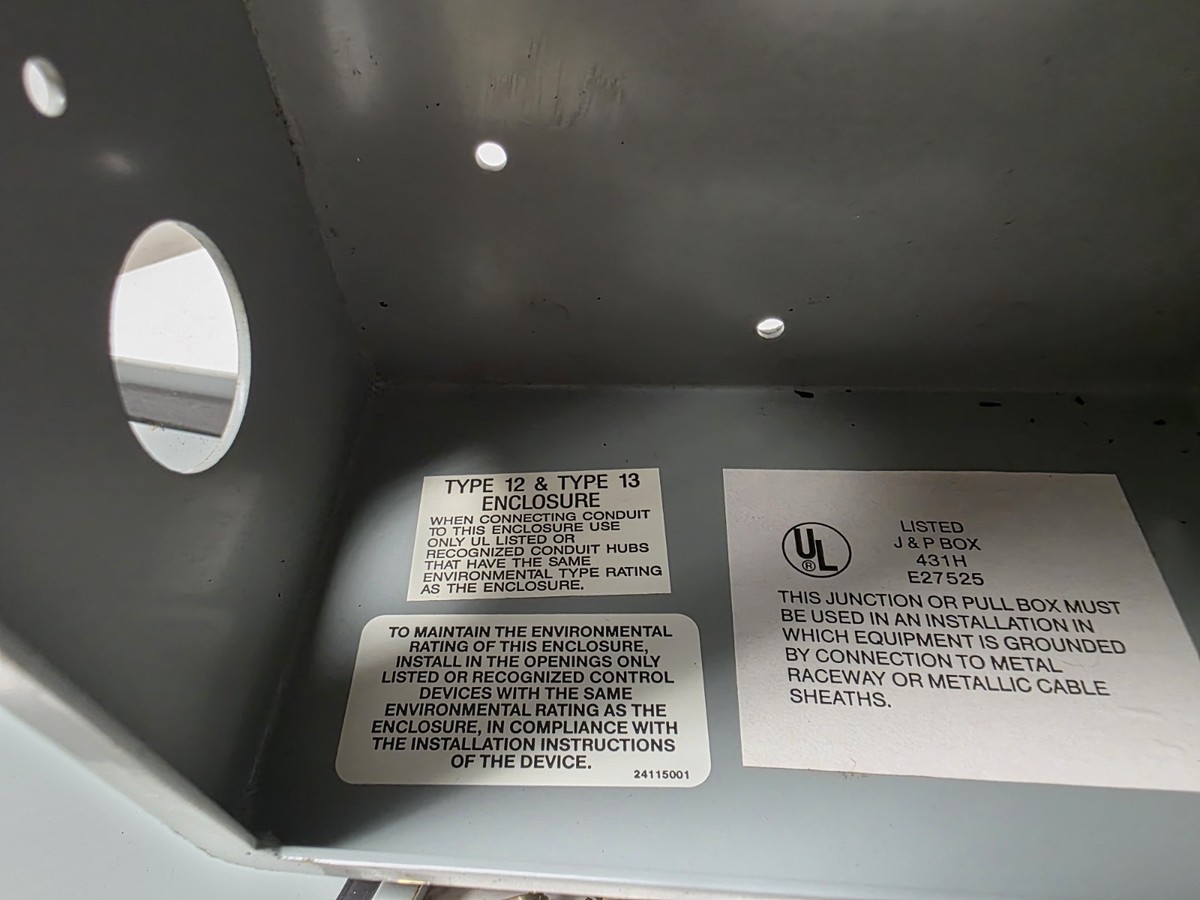 TYPE 12 & TYPE 13
ENCLOSURE
WHEN CONNECTING CONDUIT
TO THIS ENCLOSURE USE
ONLY UL LISTED OR
RECOGNIZED CONDUIT HUBS
THAT HAVE THE SAME
ENVIRONMENTAL TYPE RATING
AS THE ENCLOSURE.
TO MAINTAIN THE ENVIRONMENTAL
RATING OF THIS ENCLOSURE,
INSTALL IN THE OPENINGS ONLY
LISTED OR RECOGNIZED CONTROL
DEVICES WITH THE SAME
ENVIRONMENTAL RATING AS THE
ENCLOSURE, IN COMPLIANCE WITH
THE INSTALLATION INSTRUCTIONS
OF THE DEVICE.
24115001
UL
®
LISTED
J & P BOX
431H
E27525
THIS JUNCTION OR PULL BOX MUST
BE USED IN AN INSTALLATION IN
WHICH EQUIPMENT IS GROUNDED
BY CONNECTION TO METAL
RACEWAY OR METALLIC CABLE
SHEATHS.